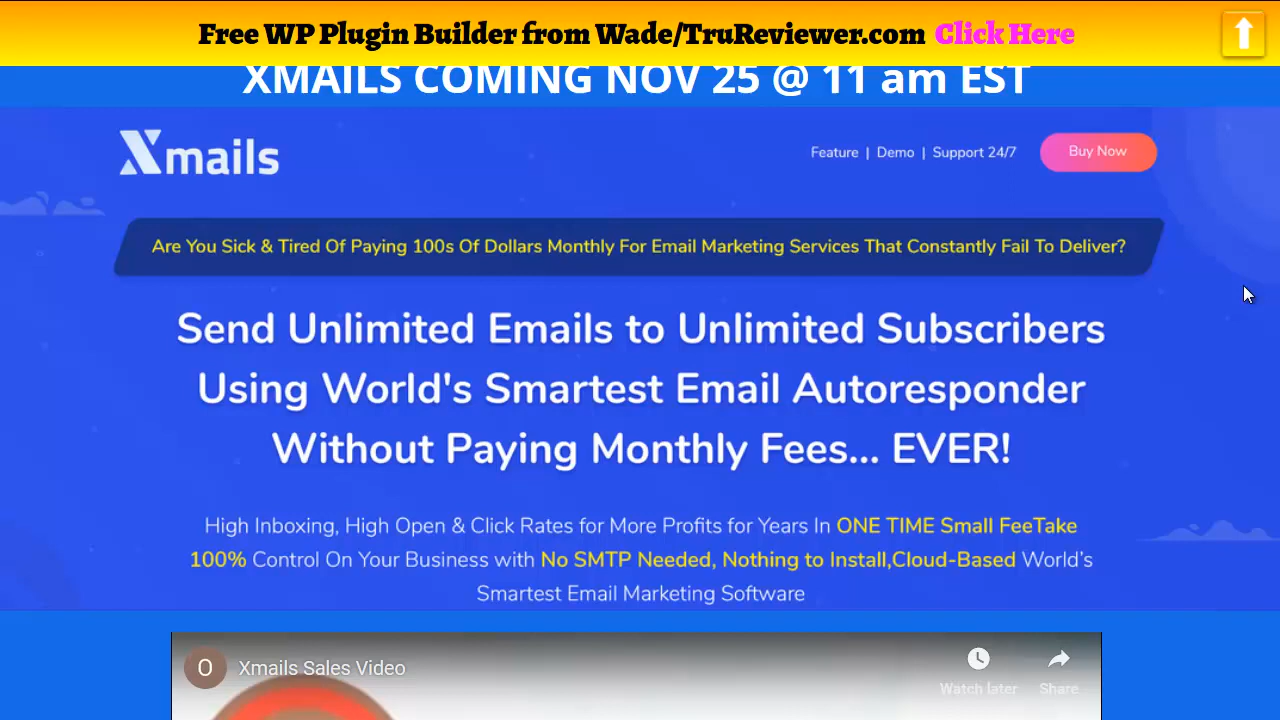 Free WP Plugin Builder from Wade/TruReviewer.com Click Here
XMAILS COMING NOV 25 @ 11 am EST
Xmails
Feature | Demo | Support 24/7
Buy Now
Are You Sick & Tired Of Paying 100s Of Dollars Monthly For Email Marketing Services That Constantly Fail To Deliver?
Send Unlimited Emails to Unlimited Subscribers
Using World's Smartest Email Autoresponder
Without Paying Monthly Fees... EVER!
High Inboxing, High Open & Click Rates for More Profits for Years In ONE TIME Small FeeTake
100% Control On Your Business with No SMTP Needed, Nothing to Install,Cloud-Based World's
Smartest Email Marketing Software
O
Xmails Sales Video
Watch later
Share